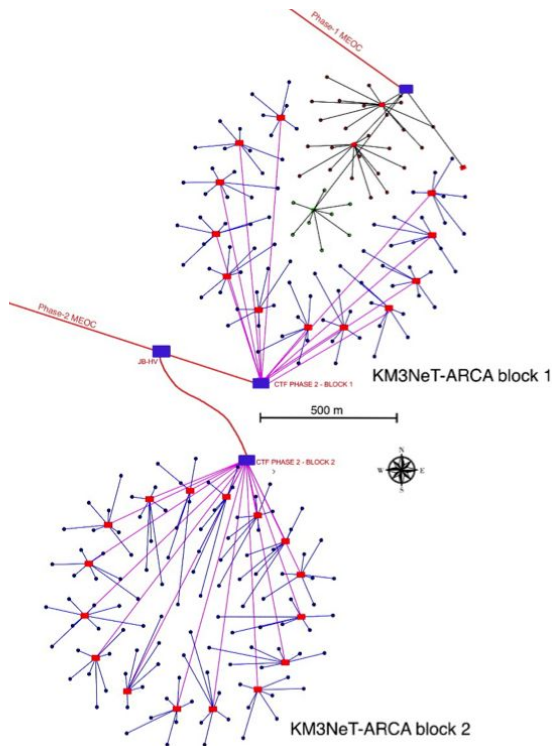 Phase-1 MEOC
Phase-2 MEOC
JB-HV
CTF PHASE 2 - BLOCK 1
KM3NeT-ARCA block 1
500 m
CTF PHASE 2 - BLOCK 2
N
W E
S
KM3NeT-ARCA block 2